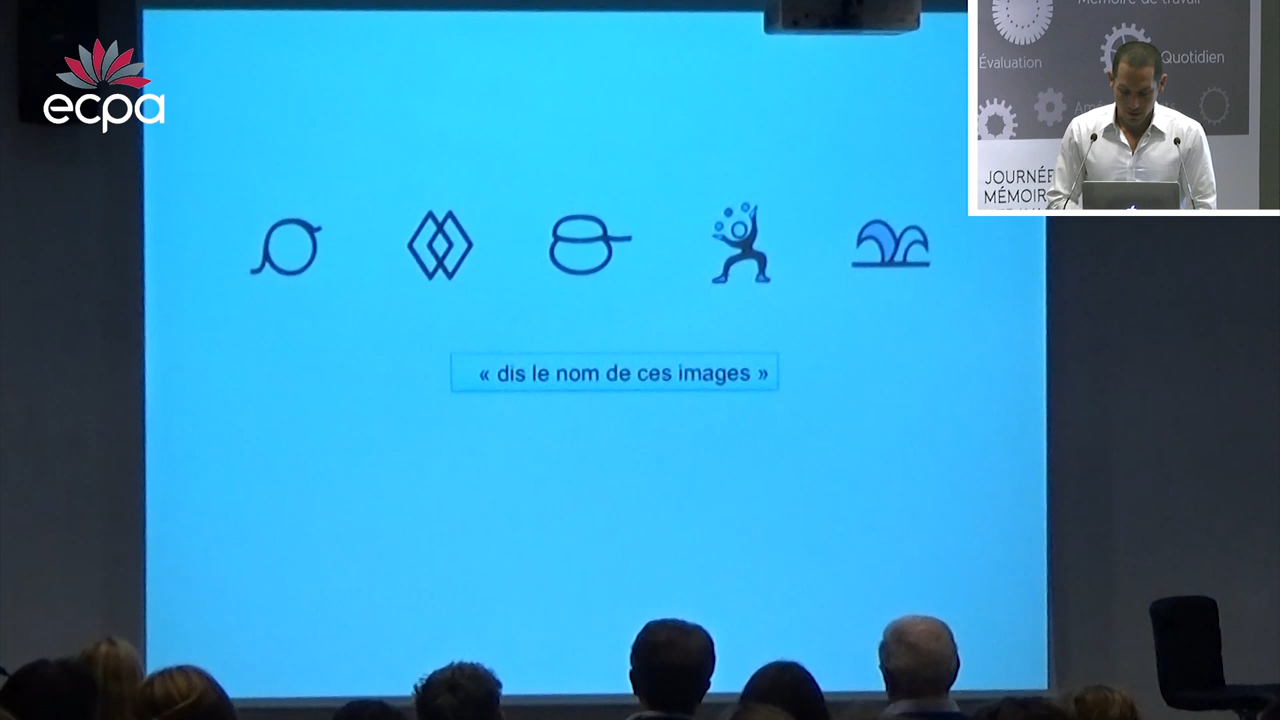 ecpa
« dis le nom de ces images »
Mémoire de travail
Évaluation
Quotidien
JOURNÉE
MÉMOIR